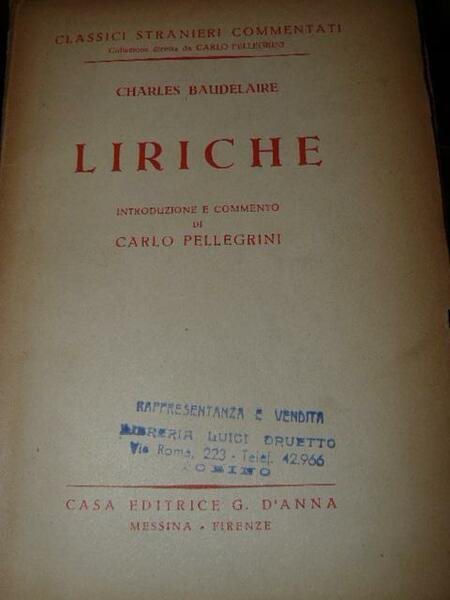 CLASSICI STRANIERI COMMENTATI
Collezione diretta da CARLO PELLEGRINI
CHARLES BAUDELAIRE
LIRICHE
INTRODUZIONE E COMMENTO
DI
CARLO PELLEGRINI
RAPPRESENTANZA E VENDITA
LIBRERIA LUIGI DRUETTO
Via Roma, 223 - Telef. 42.966
TORINO
CASA EDITRICE G. D'ANNA
MESSINA - FIRENZE